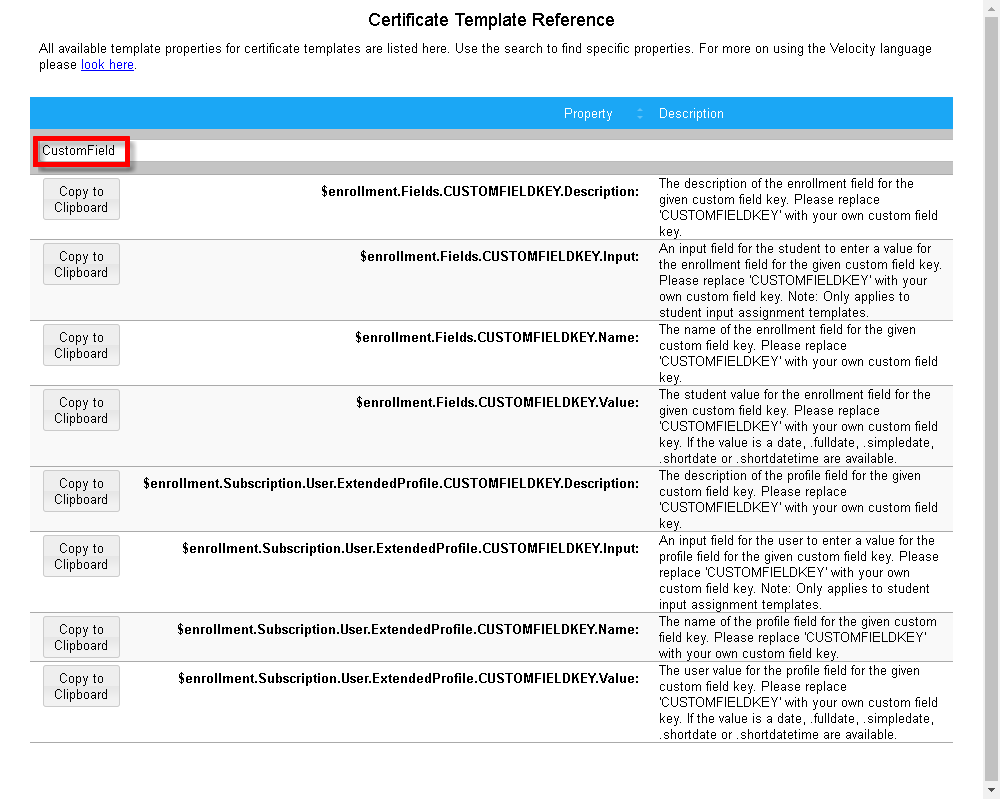 Certificate Template Reference
All available template properties for certificate templates are listed here. Use the search to find specific properties. For more on using the Velocity language
please look here.
Property Description
CustomField
Copy to
Clipboard
$enrollment.Fields.CUSTOMFIELDKEY.Description:
The description of the enrollment field for the
given custom field key. Please replace
'CUSTOMFIELDKEY' with your own custom field
key.
Copy to
Clipboard
$enrollment.Fields.CUSTOMFIELDKEY.Input:
An input field for the student to enter a value for
the enrollment field for the given custom field key.
Please replace 'CUSTOMFIELDKEY' with your
own custom field key. Note: Only applies to
student input assignment templates.
Copy to
Clipboard
$enrollment.Fields.CUSTOMFIELDKEY.Name:
The name of the enrollment field for the given
custom field key. Please replace
'CUSTOMFIELDKEY' with your own custom field
key.
Copy to
Clipboard
$enrollment.Fields.CUSTOMFIELDKEY.Value:
The student value for the enrollment field for the
given custom field key. Please replace
'CUSTOMFIELDKEY' with your own custom field
key. If the value is a date, .fulldate, .simpledate,
.shortdate or .shortdatetime are available.
Copy to
Clipboard
$enrollment.Subscription.User.ExtendedProfile.CUSTOMFIELDKEY.Description:
The description of the profile field for the given
custom field key. Please replace
'CUSTOMFIELDKEY' with your own custom field
key.
Copy to
Clipboard
$enrollment.Subscription.User.ExtendedProfile.CUSTOMFIELDKEY.Input:
An input field for the user to enter a value for the
profile field for the given custom field key. Please
replace 'CUSTOMFIELDKEY' with your own
custom field key. Note: Only applies to student
input assignment templates.
Copy to
Clipboard
$enrollment.Subscription.User.ExtendedProfile.CUSTOMFIELDKEY.Name:
The name of the profile field for the given custom
field key. Please replace 'CUSTOMFIELDKEY'
with your own custom field key.
Copy to
Clipboard
$enrollment.Subscription.User.ExtendedProfile.CUSTOMFIELDKEY.Value:
The user value for the profile field for the given
custom field key. Please replace
'CUSTOMFIELDKEY' with your own custom field
key. If the value is a date, .fulldate, .simpledate,
.shortdate or .shortdatetime are available.